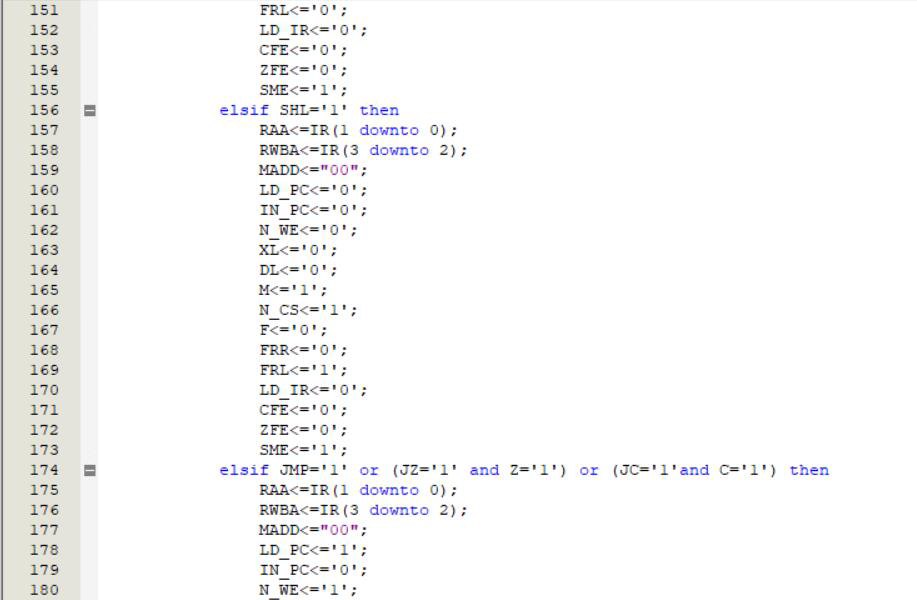 151 FRL<='0';
152 LD_IR<='0';
153 CFE<='0';
154 ZFE<='0';
155 SME<='1';
156 elsif SHL='1' then
157 RAA<=IR(1 downto 0);
158 RWBA<=IR(3 downto 2);
159 MADD<="00";
160 LD_PC<='0';
161 IN_PC<='0';
162 N_WE<='0';
163 XL<='0';
164 DL<='0';
165 M<='1';
166 N_CS<='1';
167 F<='0';
168 FRR<='0';
169 FRL<='1';
170 LD_IR<='0';
171 CFE<='0';
172 ZFE<='0';
173 SME<='1';
174 elsif JMP='1' or (JZ='1' and Z='1') or (JC='1'and C='1') then
175 RAA<=IR(1 downto 0);
176 RWBA<=IR(3 downto 2);
177 MADD<="00";
178 LD_PC<='1';
179 IN_PC<='0';
180 N_WE<='1';